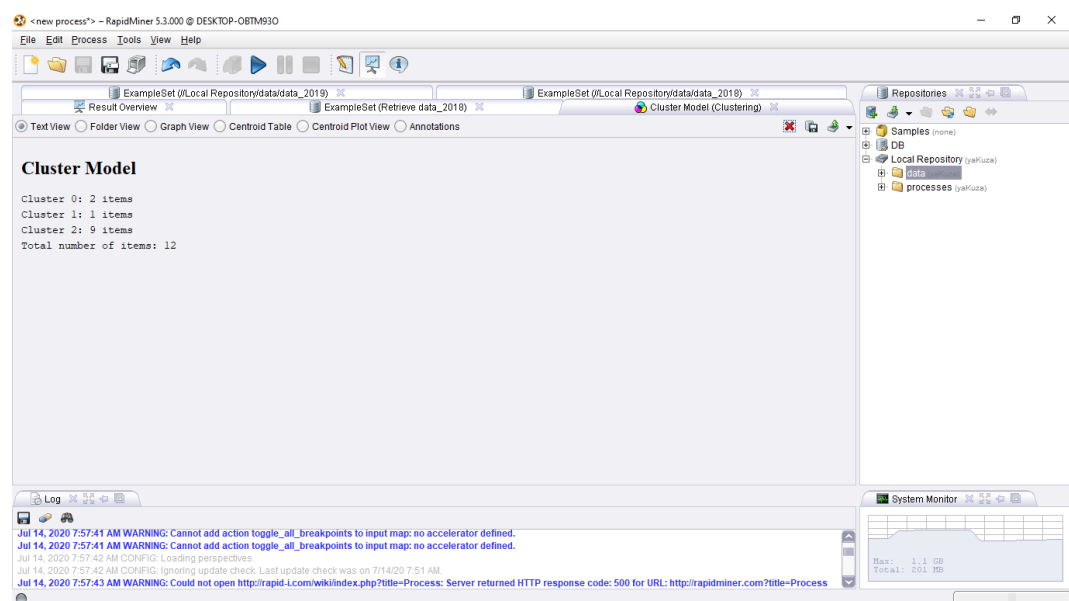 <new process*> – RapidMiner 5.3.000 @ DESKTOP-OBTM93O
File Edit Process Tools View Help
ExampleSet (//Local Repository/data/data_2019)
ExampleSet (//Local Repository/data/data_2018)
Result Overview
ExampleSet (Retrieve data_2018)
Cluster Model (Clustering)
Text View Folder View Graph View Centroid Table Centroid Plot View Annotations
Cluster Model
Cluster 0: 2 items
Cluster 1: 1 items
Cluster 2: 9 items
Total number of items: 12
Repositories
Samples (none)
DB
Local Repository (yaKuza)
data (yaKuza)
processes (yaKuza)
Log
Jul 14, 2020 7:57:41 AM WARNING: Cannot add action toggle_all_breakpoints to input map: no accelerator defined.
Jul 14, 2020 7:57:41 AM WARNING: Cannot add action toggle_all_breakpoints to input map: no accelerator defined.
Jul 14, 2020 7:57:42 AM CONFIG: Loading perspectives.
Jul 14, 2020 7:57:42 AM CONFIG: Ignoring update check. Last update check was on 7/14/20 7:51 AM.
Jul 14, 2020 7:57:43 AM WARNING: Could not open http://rapid-i.com/wiki/index.php?title=Process: Server returned HTTP response code: 500 for URL: http://rapidminer.com?title=Process
System Monitor
Max: 1.1 GB
Total: 201 MB